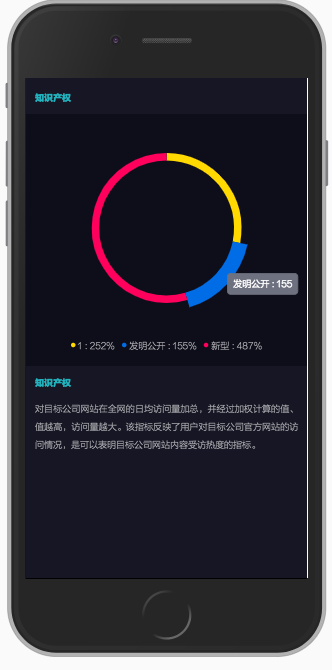 知识产权
发明公开 : 155
1 : 252% 发明公开 : 155% 新型 : 487%
知识产权
对目标公司网站在全网的日均访问量加总，并经过加权计算的值、
值越高，访问量越大。该指标反映了用户对目标公司官方网站的访
问情况，是可以表明目标公司网站内容受访热度的指标。